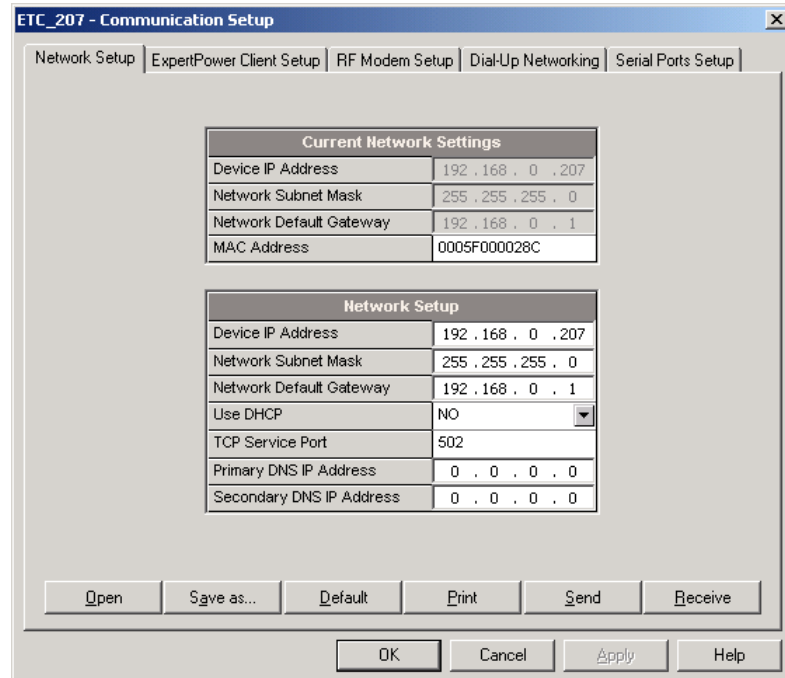 ETC_207 - Communication Setup
Network Setup ExpertPower Client Setup RF Modem Setup Dial-Up Networking Serial Ports Setup
Current Network Settings
Device IP Address 192 . 168 . 0 . 207
Network Subnet Mask 255 . 255 . 255 . 0
Network Default Gateway 192 . 168 . 0 . 1
MAC Address 0005F000028C
Network Setup
Device IP Address 192 . 168 . 0 . 207
Network Subnet Mask 255 . 255 . 255 . 0
Network Default Gateway 192 . 168 . 0 . 1
Use DHCP NO
TCP Service Port 502
Primary DNS IP Address 0 . 0 . 0 . 0
Secondary DNS IP Address 0 . 0 . 0 . 0
Open Save as... Default Print Send Receive
OK Cancel Apply Help